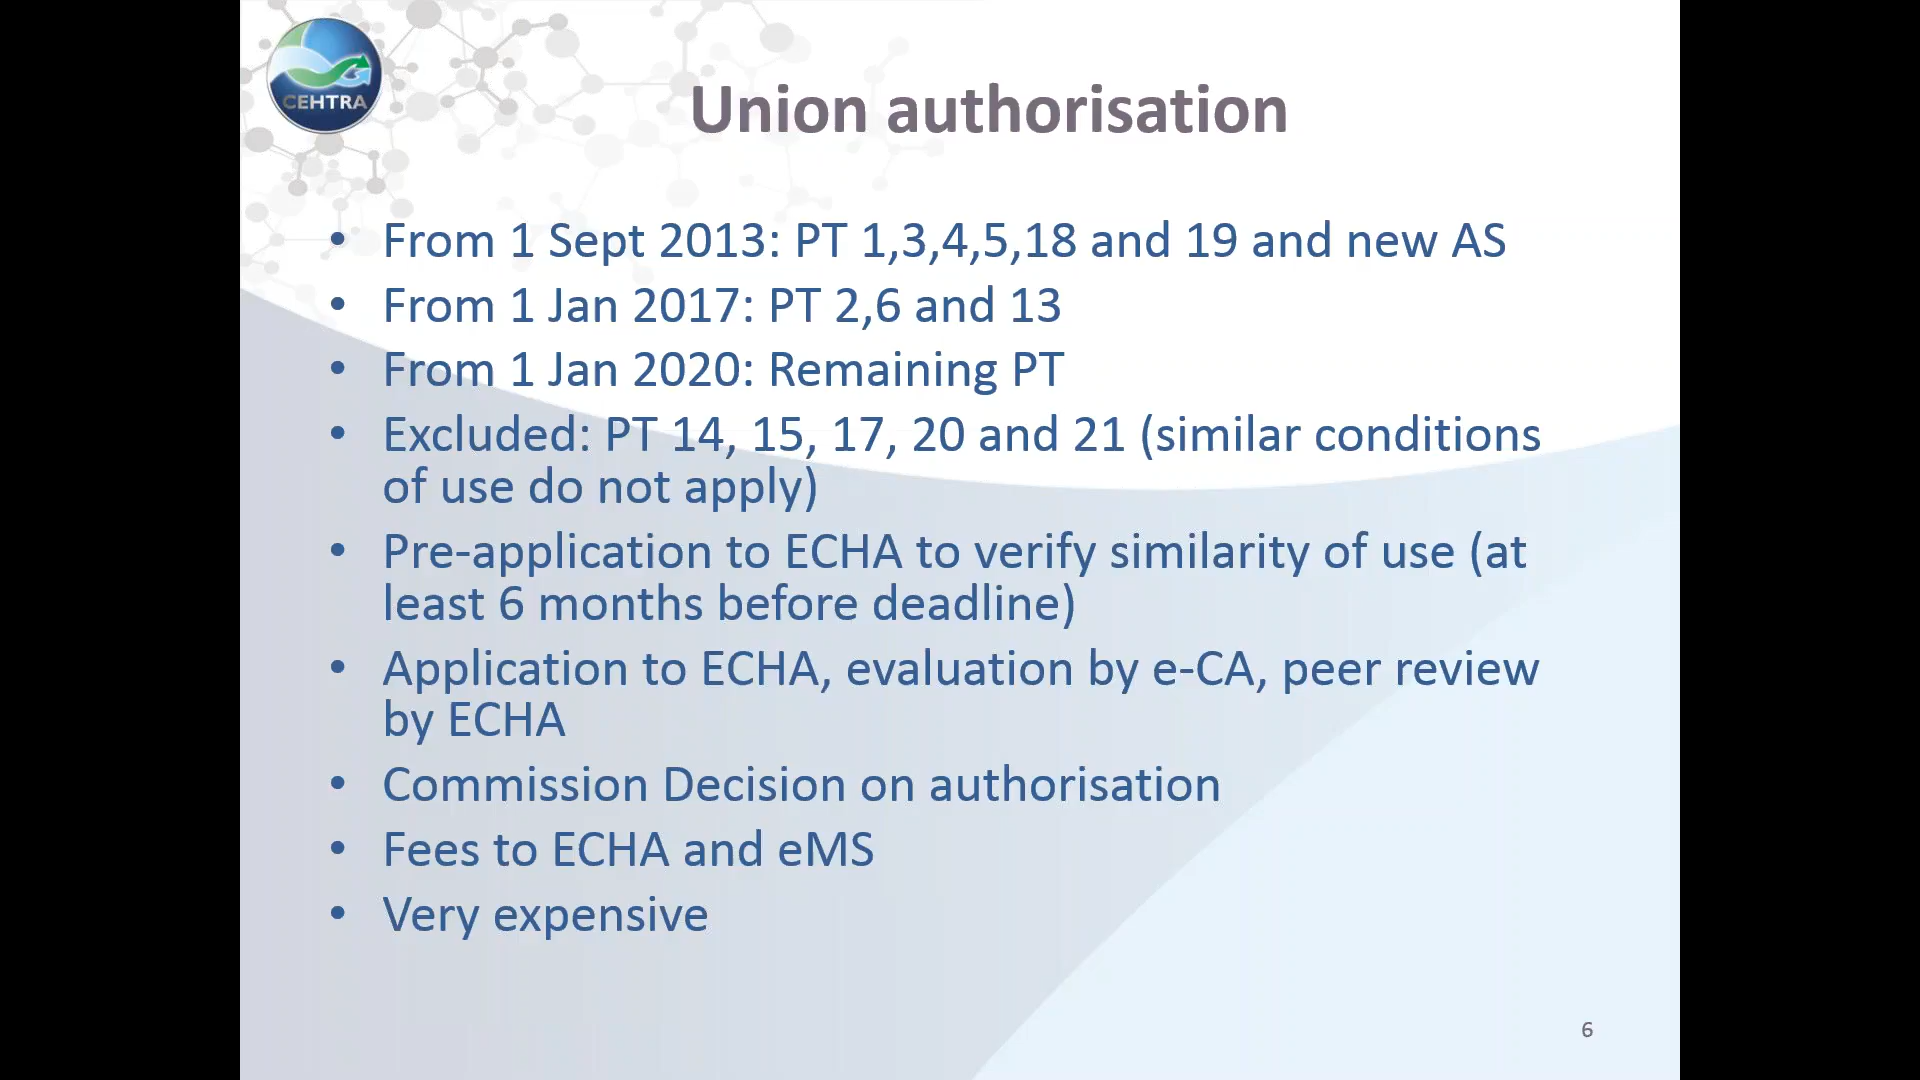 CEHTRA
Union authorisation
• From 1 Sept 2013: PT 1,3,4,5,18 and 19 and new AS
• From 1 Jan 2017: PT 2,6 and 13
• From 1 Jan 2020: Remaining PT
• Excluded: PT 14, 15, 17, 20 and 21 (similar conditions
of use do not apply)
• Pre-application to ECHA to verify similarity of use (at
least 6 months before deadline)
• Application to ECHA, evaluation by e-CA, peer review
by ECHA
• Commission Decision on authorisation
• Fees to ECHA and eMS
• Very expensive
6